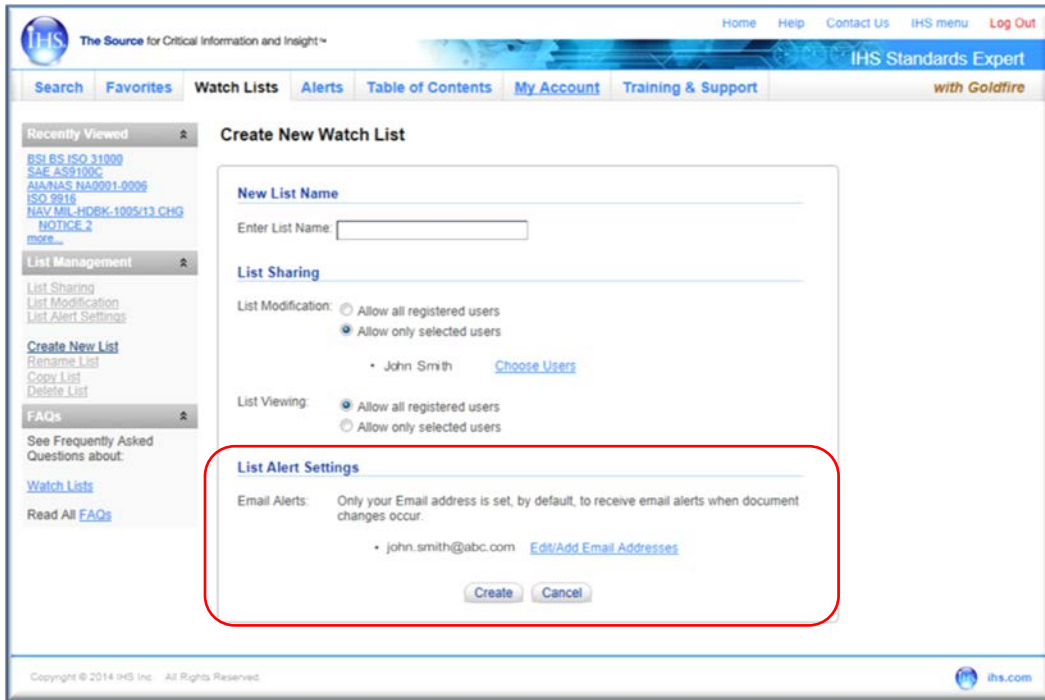 Home Help Contact Us IHS menu Log Out
IHS The Source for Critical Information and Insight™
IHS Standards Expert
Search Favorites Watch Lists Alerts Table of Contents My Account Training & Support with Goldfire
Recently Viewed
BSI BS ISO 31000
SAE AS9100C
AIA/NAS NA0001-0006
ISO 9916
NAV MIL-HDBK-1005/13 CHG
NOTICE 2
more...
List Management
List Sharing
List Modification
List Alert Settings
Create New List
Rename List
Copy List
Delete List
FAQs
See Frequently Asked
Questions about:
Watch Lists
Read All FAQs
Create New Watch List
New List Name
Enter List Name:
List Sharing
List Modification: Allow all registered users
Allow only selected users
• John Smith Choose Users
List Viewing: Allow all registered users
Allow only selected users
List Alert Settings
Email Alerts: Only your Email address is set, by default, to receive email alerts when document
changes occur.
• john.smith@abc.com Edit/Add Email Addresses
Create Cancel
Copyright © 2014 IHS Inc. All Rights Reserved.
ihs.com